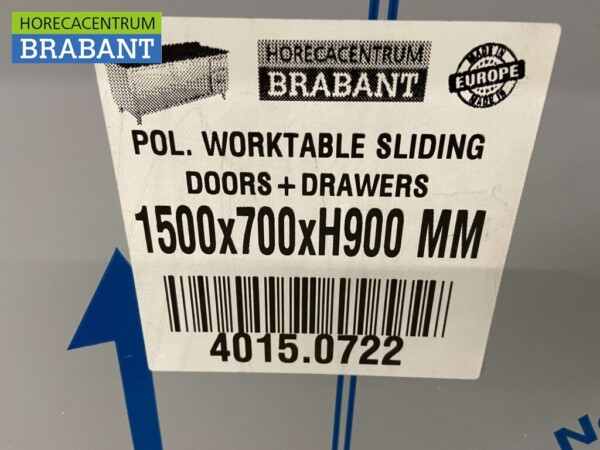 HORECACENTRUM
BRABANT
HORECACENTRUM
BRABANT
MADE IN
EUROPE
MADE IN
POL. WORKTABLE SLIDING
DOORS + DRAWERS
1500x700xH900 MM
4015.0722